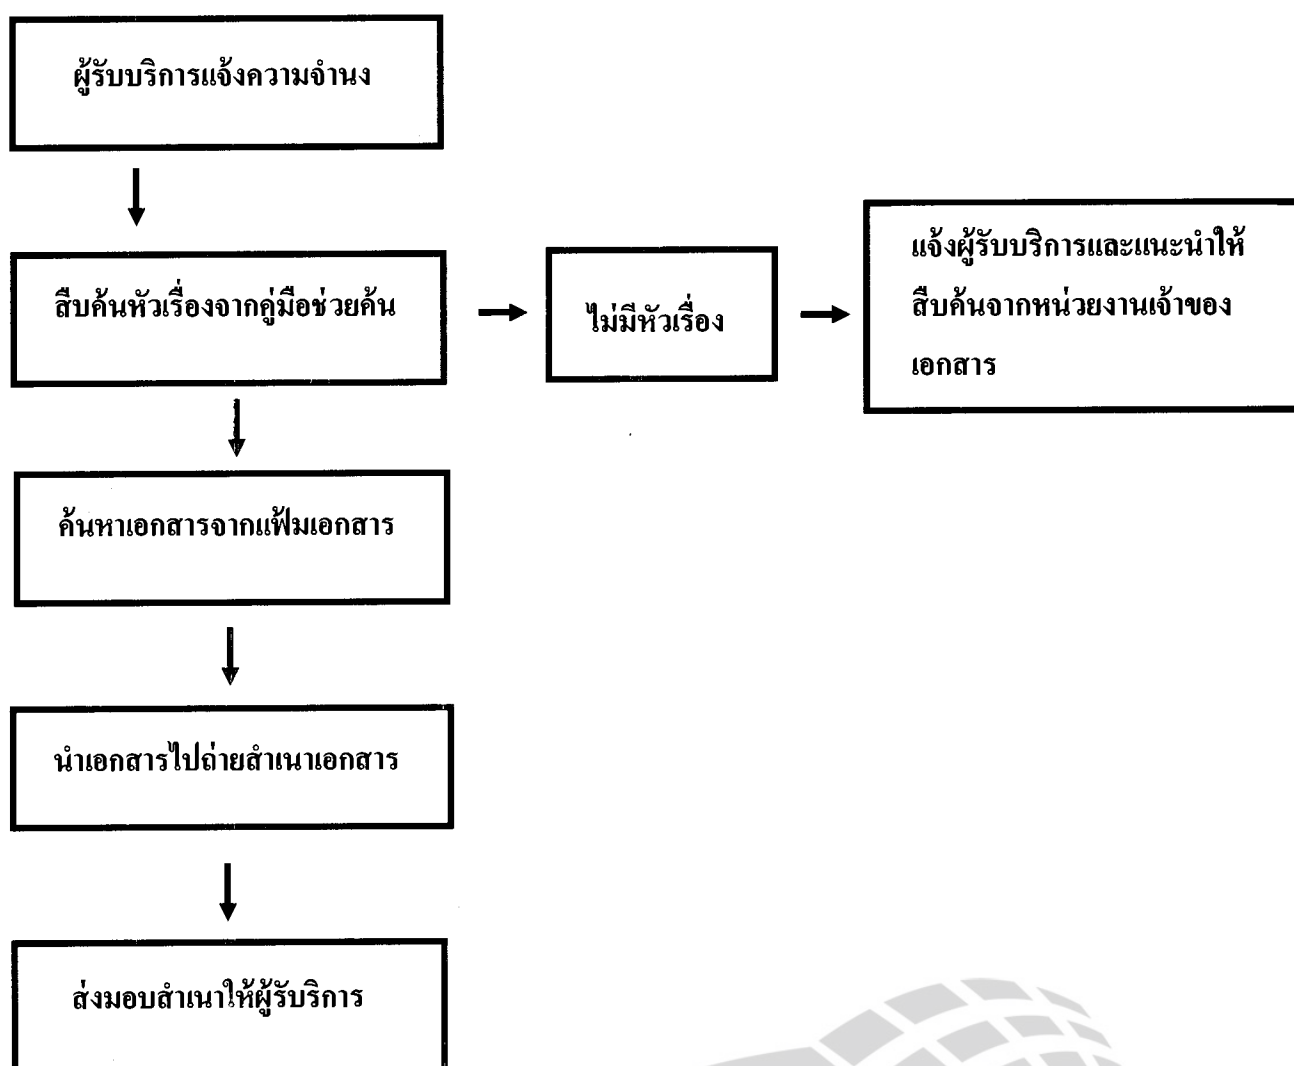 ผู้รับบริการแจ้งความจำนง
สืบค้นหัวเรื่องจากคู่มือช่วยค้น
ไม่มีหัวเรื่อง
แจ้งผู้รับบริการและแนะนำให้
สืบค้นจากหน่วยงานเจ้าของ
เอกสาร
ค้นหาเอกสารจากแฟ้มเอกสาร
นำเอกสารไปถ่ายสำเนาเอกสาร
ส่งมอบสำเนาให้ผู้รับริการ